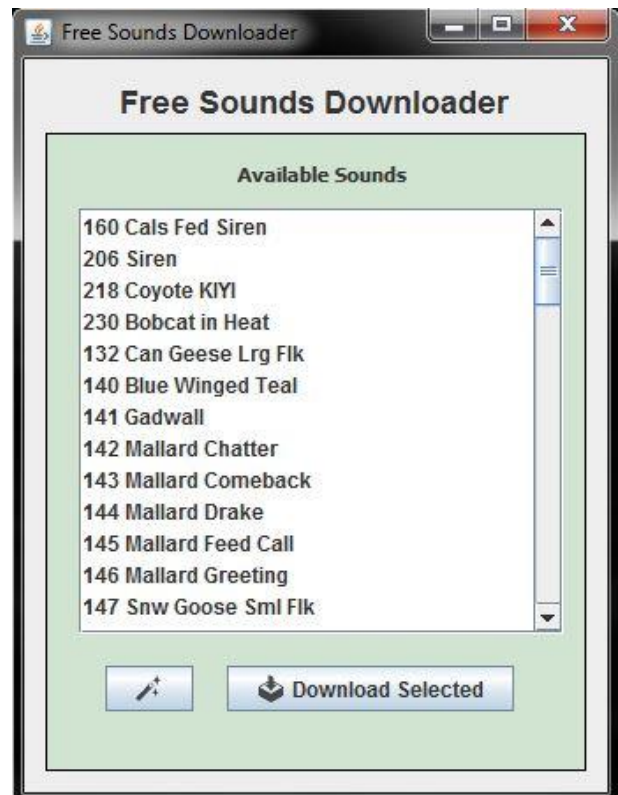 Free Sounds Downloader
Free Sounds Downloader
Available Sounds
160 Cals Fed Siren
206 Siren
218 Coyote KIYI
230 Bobcat in Heat
132 Can Geese Lrg Flk
140 Blue Winged Teal
141 Gadwall
142 Mallard Chatter
143 Mallard Comeback
144 Mallard Drake
145 Mallard Feed Call
146 Mallard Greeting
147 Snw Goose Sml Flk
Download Selected